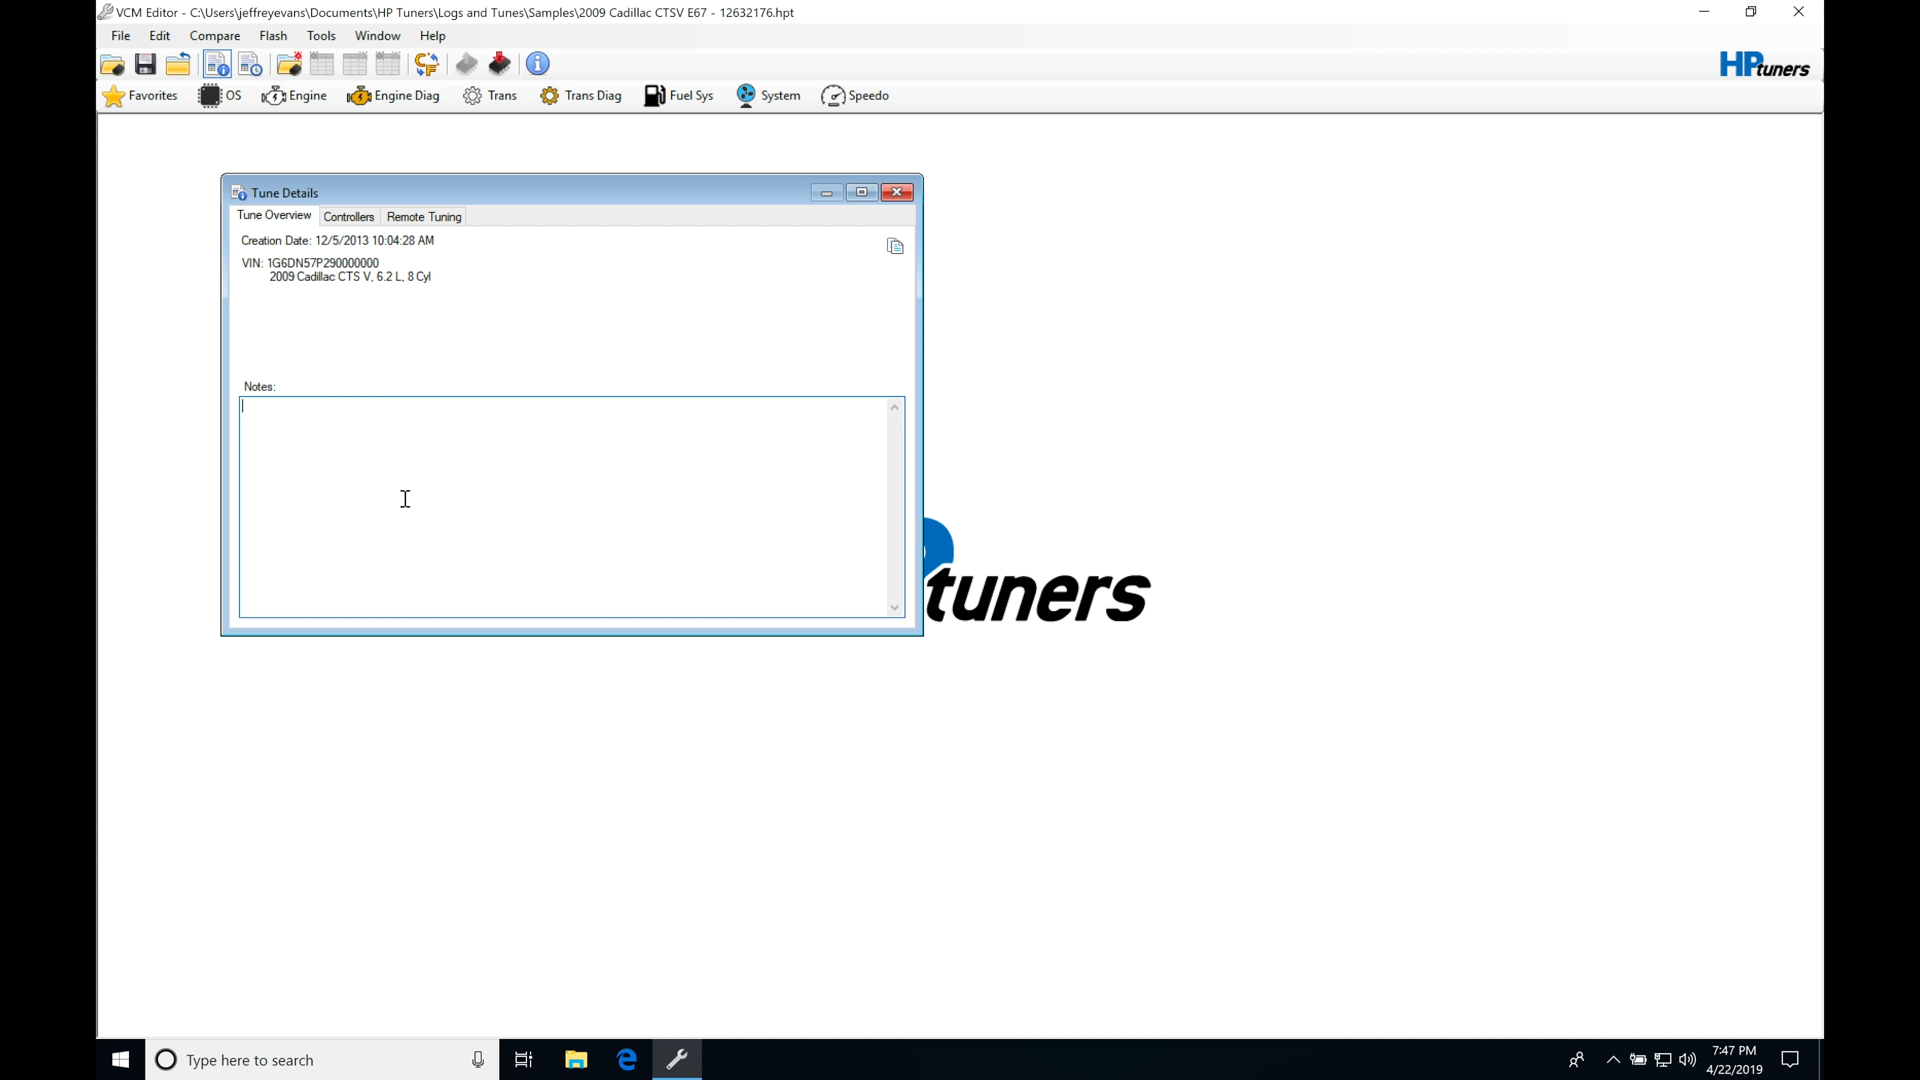 VCM Editor - C:\Users\jeffreyevans\Documents\HP Tuners\Logs and Tunes\Samples\2009 Cadillac CTSV E67 - 12632176.hpt
File Edit Compare Flash Tools Window Help
HPtuners
Favorites OS Engine Engine Diag Trans Trans Diag Fuel Sys System Speedo
Tune Details
Tune Overview Controllers Remote Tuning
Creation Date: 12/5/2013 10:04:28 AM
VIN: 1G6DN57P290000000
2009 Cadillac CTS V, 6.2 L, 8 Cyl
Notes:
tuners
Type here to search
7:47 PM
4/22/2019